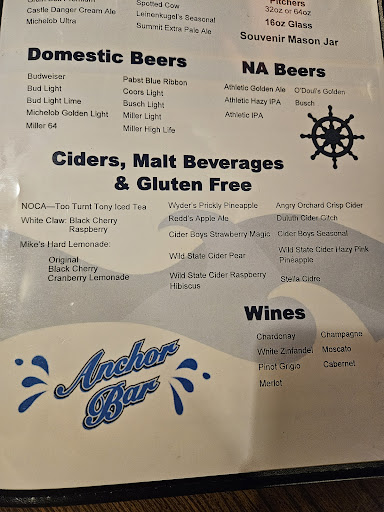 Castle Danger Cream Ale
Michelob Ultra
Spotted Cow
Leinenkugel's Seasonal
Summit Extra Pale Ale
Pitchers
32oz or 64oz
16oz Glass
Souvenir Mason Jar
Domestic Beers
Budweiser
Bud Light
Bud Light Lime
Michelob Golden Light
Miller 64
Pabst Blue Ribbon
Coors Light
Busch Light
Miller Light
Miller High Life
NA Beers
Athletic Golden Ale
Athletic Hazy IPA
Athletic IPA
O'Doul's Golden
Busch
Ciders, Malt Beverages
& Gluten Free
NOCA—Too Turnt Tony Iced Tea
White Claw: Black Cherry
Raspberry
Mike's Hard Lemonade:
Original
Black Cherry
Cranberry Lemonade
Wyder's Prickly Pineapple
Redd's Apple Ale
Cider Boys Strawberry Magic
Wild State Cider Pear
Wild State Cider Raspberry
Hibiscus
Angry Orchard Crisp Cider
Duluth Cider Gitch
Cider Boys Seasonal
Wild State Cider Hazy Pink
Pineapple
Stella Cidre
Wines
Chardonay
White Zinfandel
Pinot Grigio
Merlot
Champagne
Moscato
Cabernet
Anchor
Bar